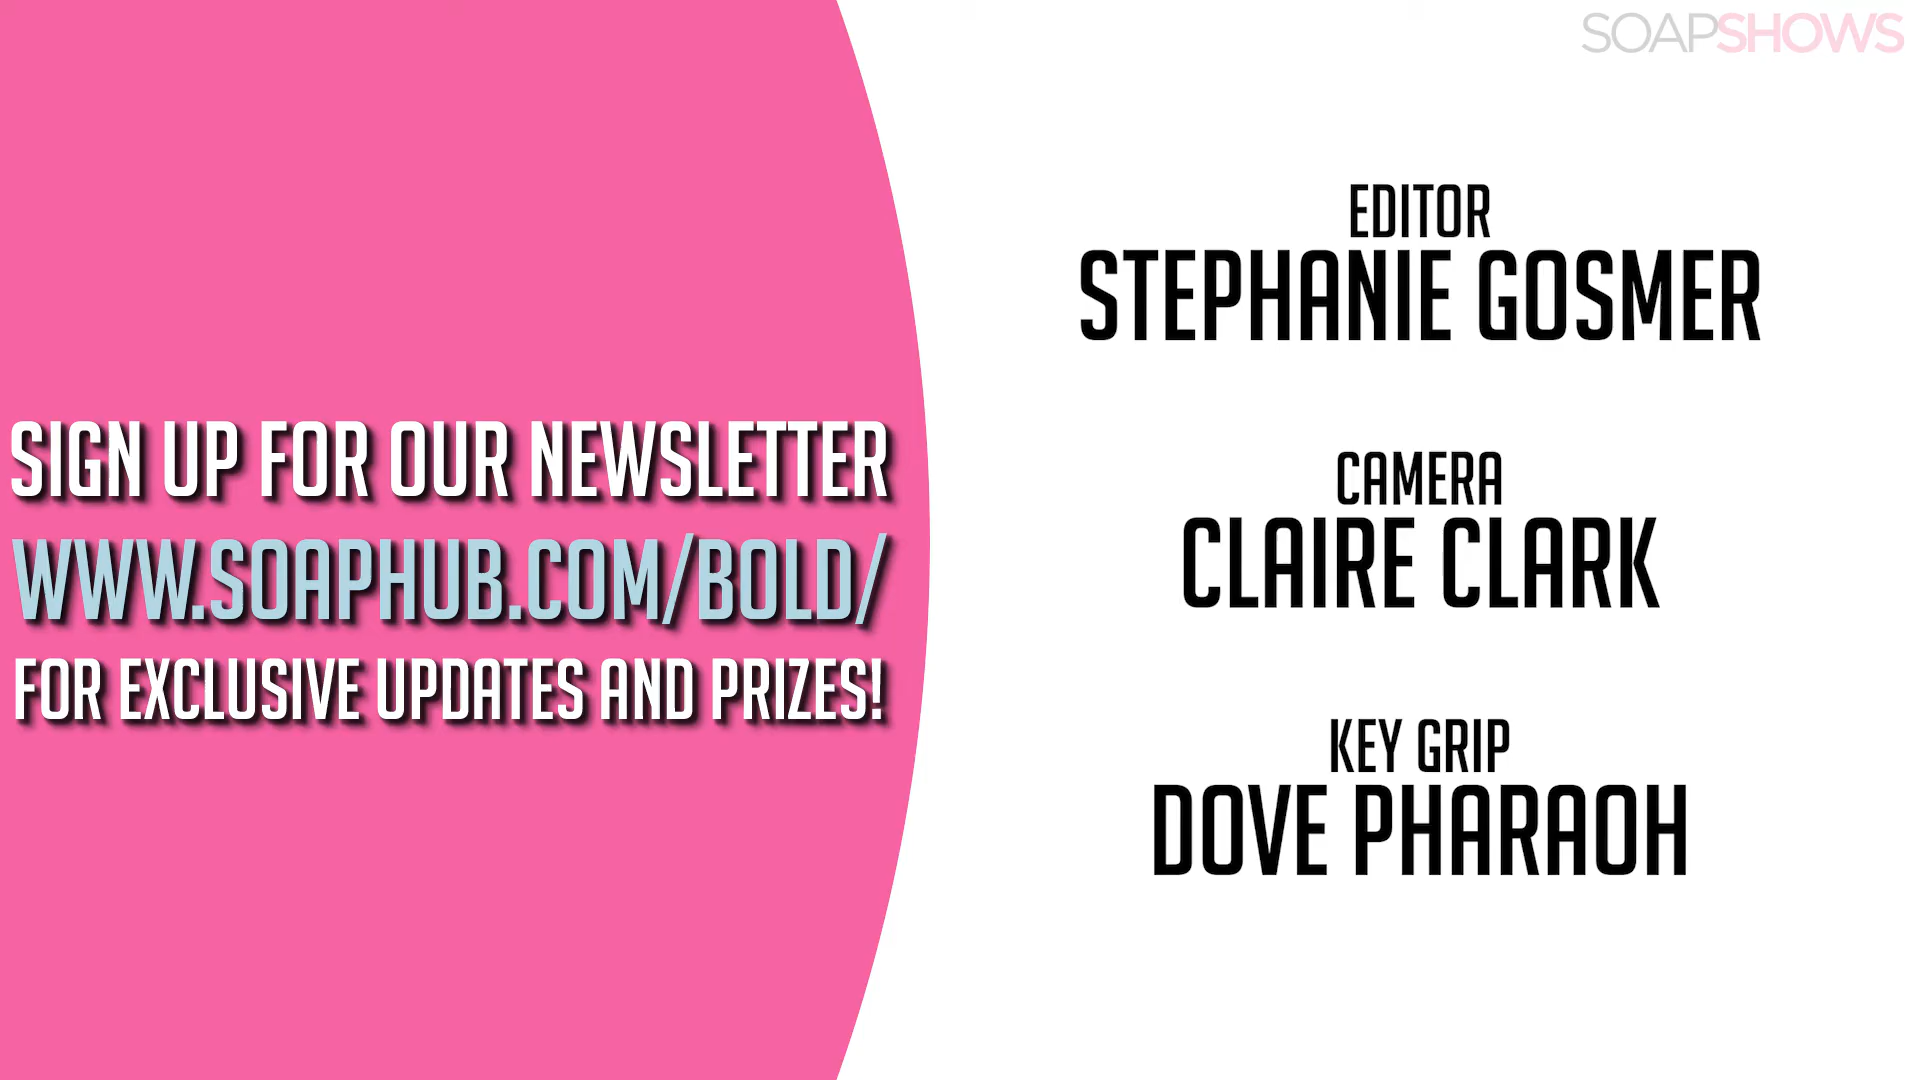 SOAPSHOWS
SIGN UP FOR OUR NEWSLETTER
WWW.SOAPHUB.COM/BOLD/
FOR EXCLUSIVE UPDATES AND PRIZES!
EDITOR
STEPHANIE GOSMER
CAMERA
CLAIRE CLARK
KEY GRIP
DOVE PHARAOH